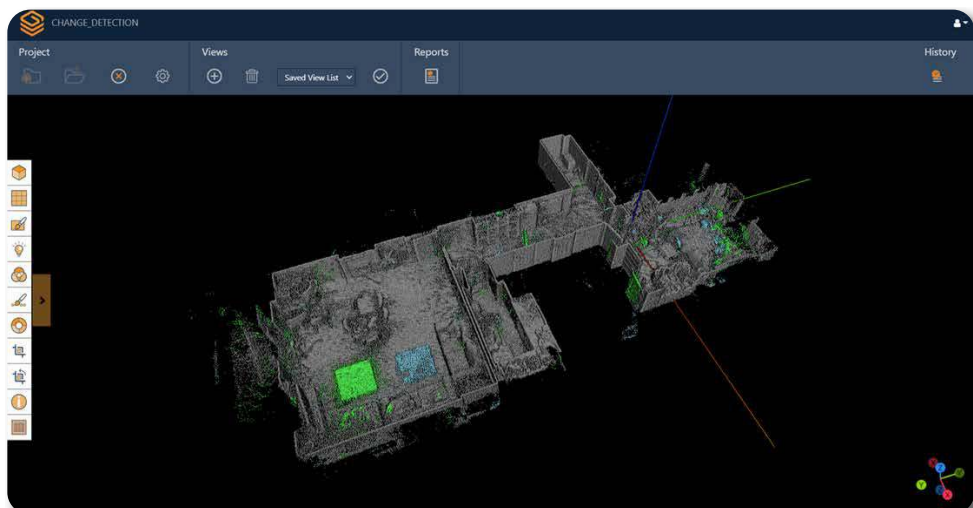 CHANGE_DETECTION
Project
Views
Reports
History
Saved View List
Z
Y
X